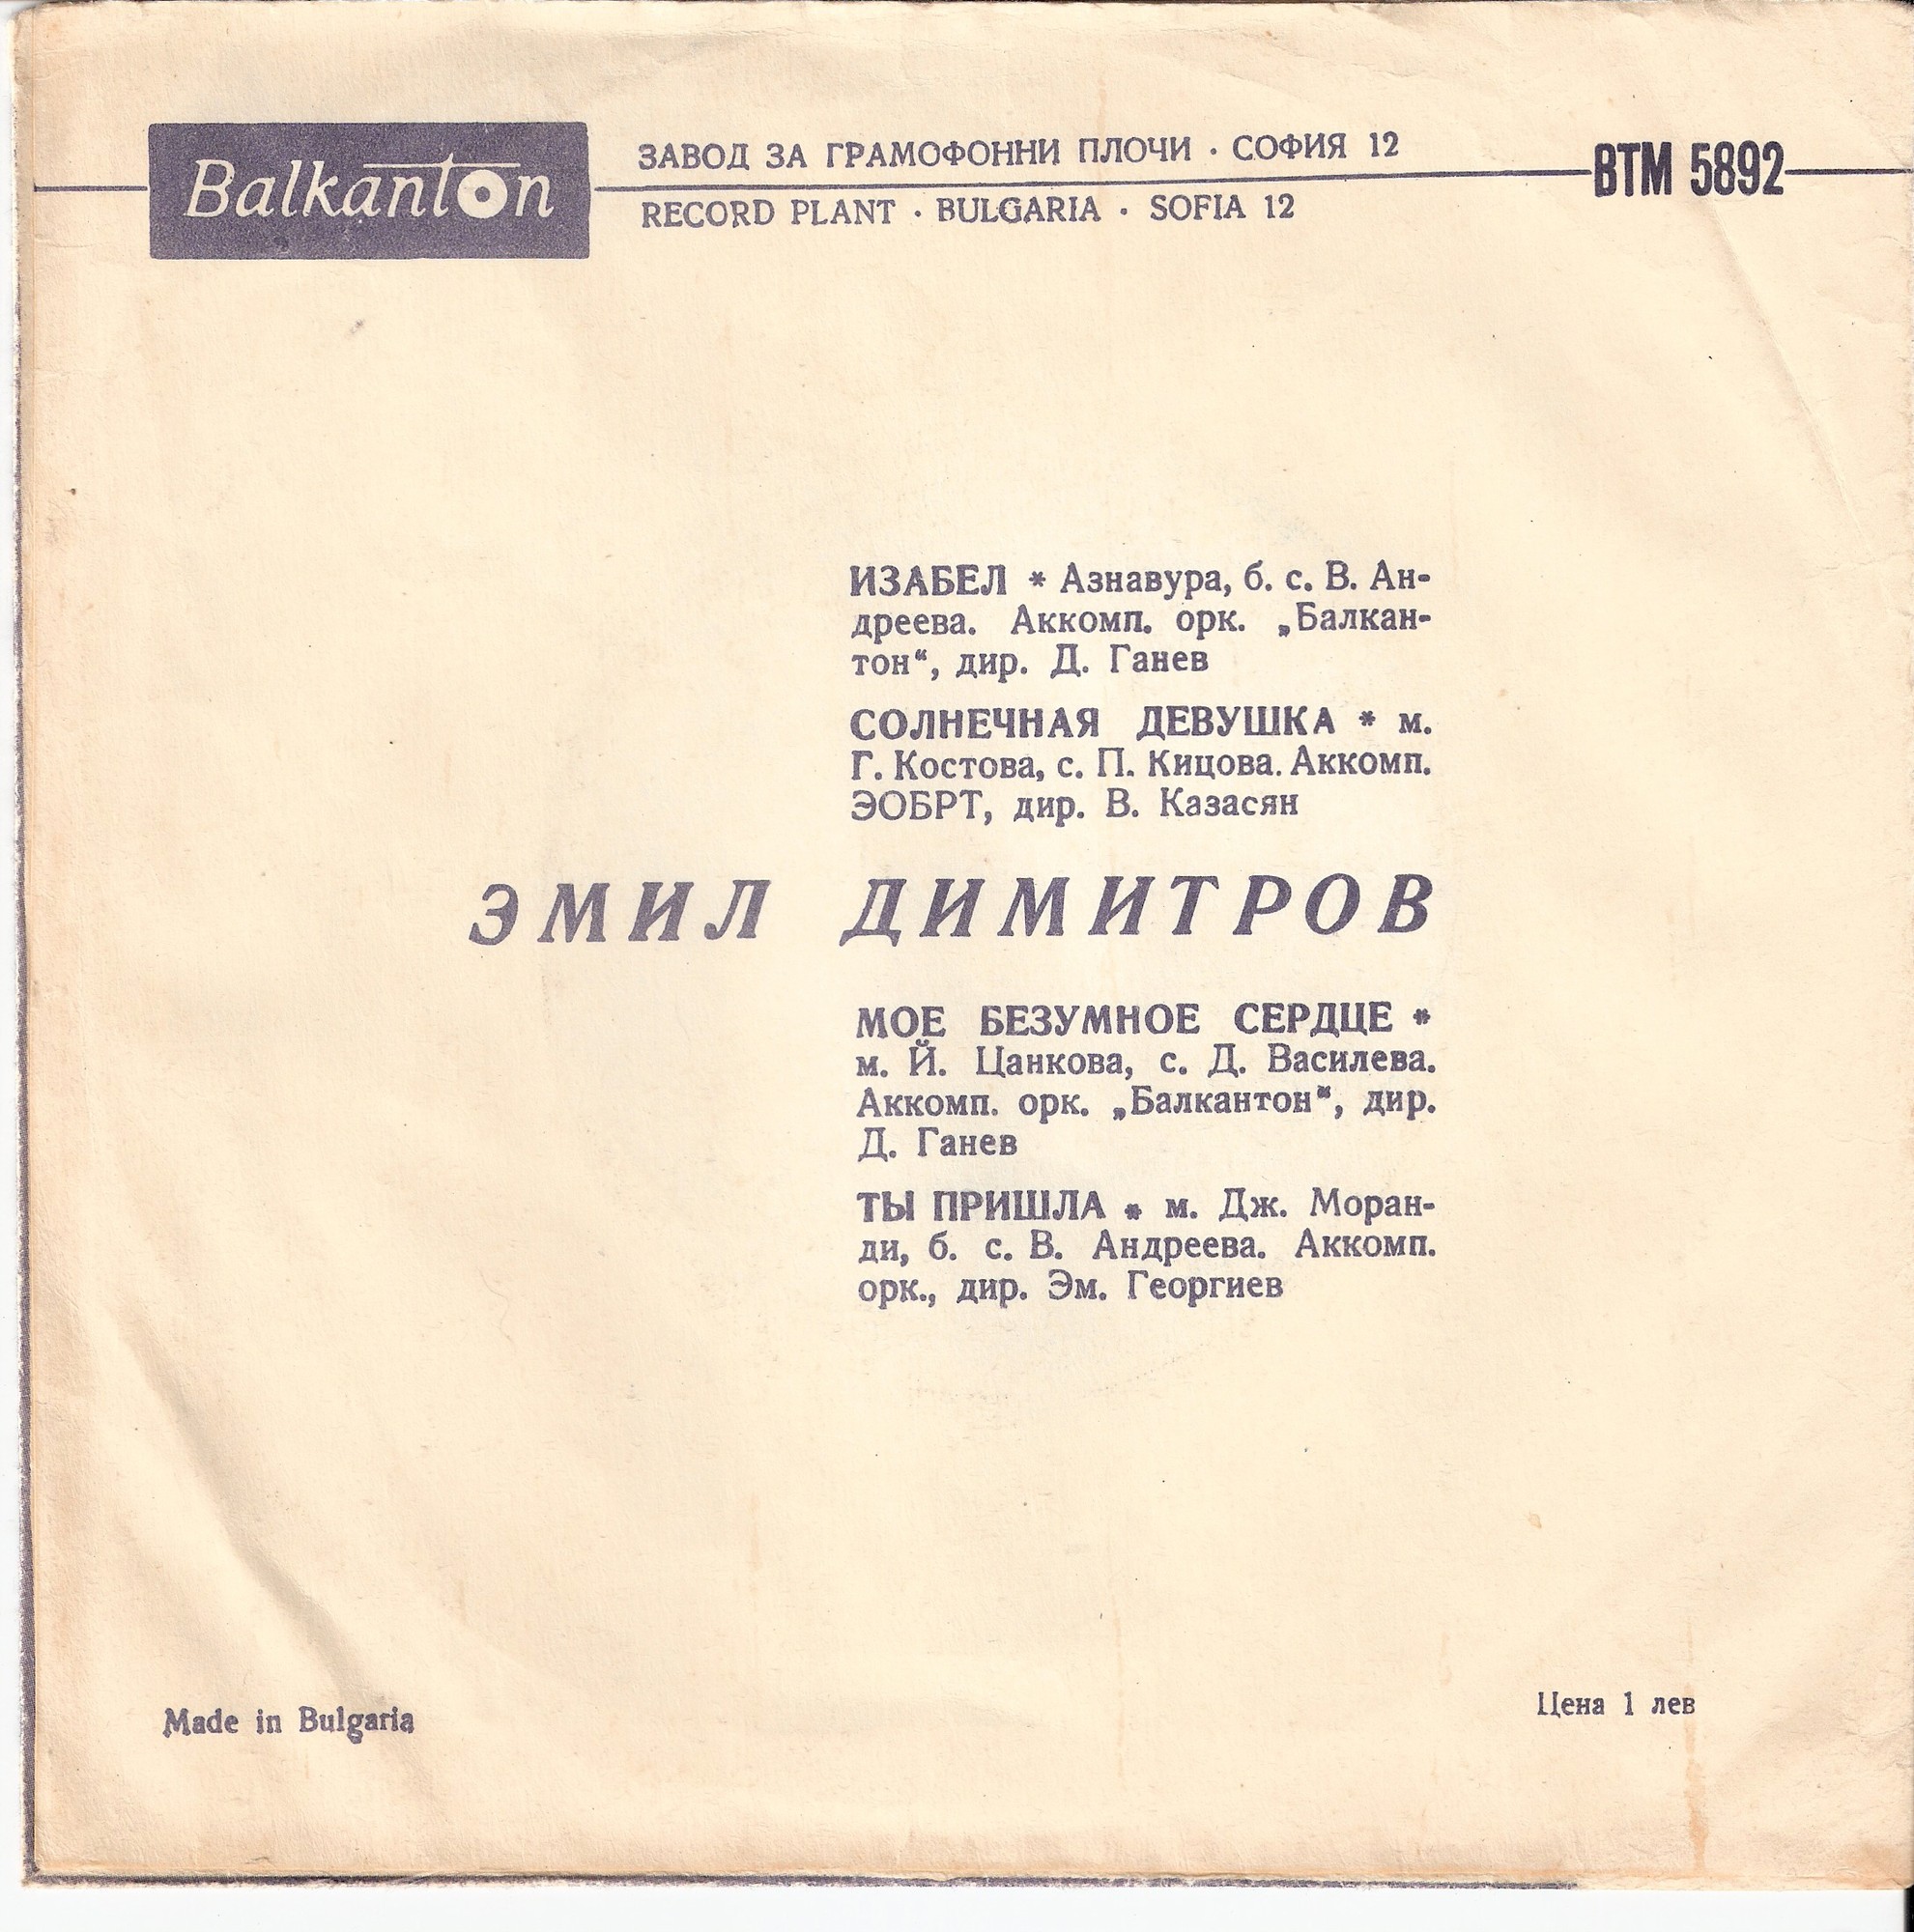 Balkanton
ЗАВОД ЗА ГРАМОФОННИ ПЛОЧИ · СОФИЯ 12
RECORD PLANT · BULGARIA · SOFIA 12
ВТМ 5892
ИЗАБЕЛ * Азнавура, б. с. В. Ан-
дреева. Аккомп. орк. „Балкан-
тон“, дир. Д. Ганев
СОЛНЕЧНАЯ ДЕВУШКА * м.
Г. Костова, с. П. Кицова. Аккомп.
ЭОБРТ, дир. В. Казасян
ЭМИЛ ДИМИТРОВ
МОЕ БЕЗУМНОЕ СЕРДЦЕ *
м. Й. Цанкова, с. Д. Василева.
Аккомп. орк. „Балкантон“, дир.
Д. Ганев
ТЫ ПРИШЛА * м. Дж. Моран-
ди, б. с. В. Андреева. Аккомп.
орк., дир. Эм. Георгиев
Made in Bulgaria
Цена 1 лев